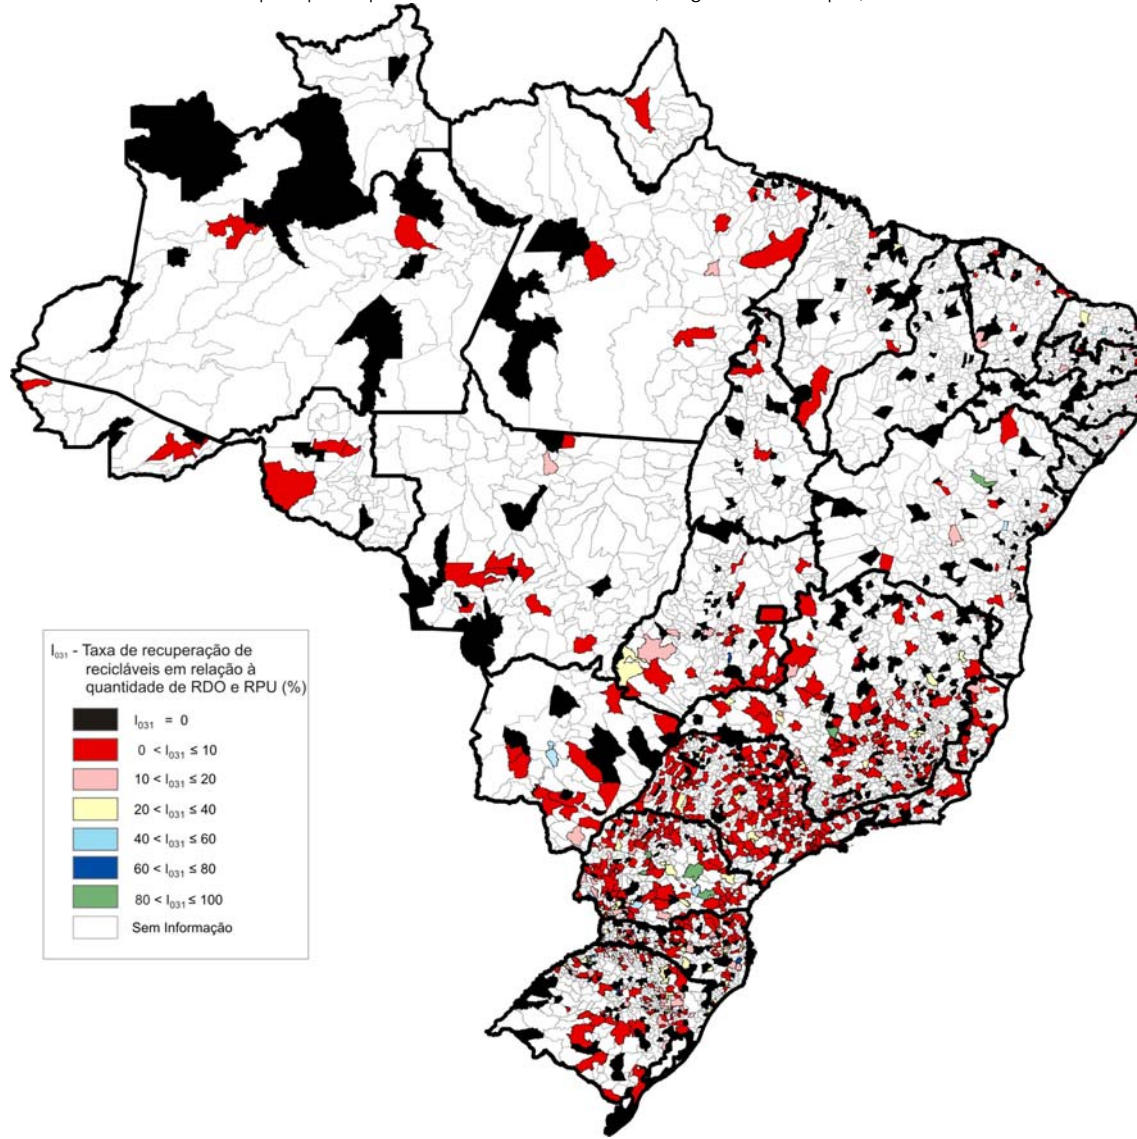 I₀₃₁ - Taxa de recuperação de
recicláveis em relação à
quantidade de RDO e RPU (%)
I₀₃₁ = 0
0 < I₀₃₁ ≤ 10
10 < I₀₃₁ ≤ 20
20 < I₀₃₁ ≤ 40
40 < I₀₃₁ ≤ 60
60 < I₀₃₁ ≤ 80
80 < I₀₃₁ ≤ 100
Sem Informação